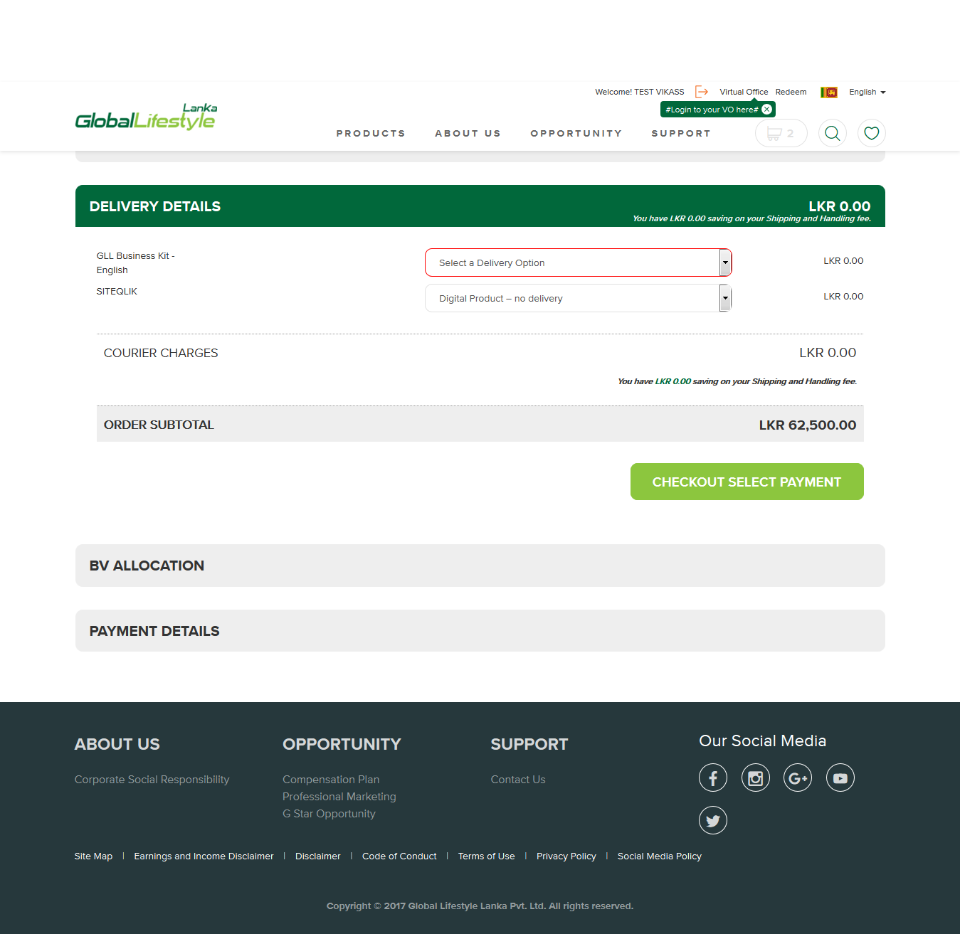 Welcome! TEST VIKASS Virtual Office Redeem English
#Login to your VO here#
Lanka
GlobalLifestyle
PRODUCTS ABOUT US OPPORTUNITY SUPPORT 2
DELIVERY DETAILS LKR 0.00
You have LKR 0.00 saving on your Shipping and Handling fee.
GLL Business Kit - Select a Delivery Option LKR 0.00
English
SITEQLIK Digital Product – no delivery LKR 0.00
COURIER CHARGES LKR 0.00
You have LKR 0.00 saving on your Shipping and Handling fee.
ORDER SUBTOTAL LKR 62,500.00
CHECKOUT SELECT PAYMENT
BV ALLOCATION
PAYMENT DETAILS
ABOUT US OPPORTUNITY SUPPORT Our Social Media
Corporate Social Responsibility Compensation Plan Contact Us
Professional Marketing
G Star Opportunity
Site Map | Earnings and Income Disclaimer | Disclaimer | Code of Conduct | Terms of Use | Privacy Policy | Social Media Policy
Copyright © 2017 Global Lifestyle Lanka Pvt. Ltd. All rights reserved.